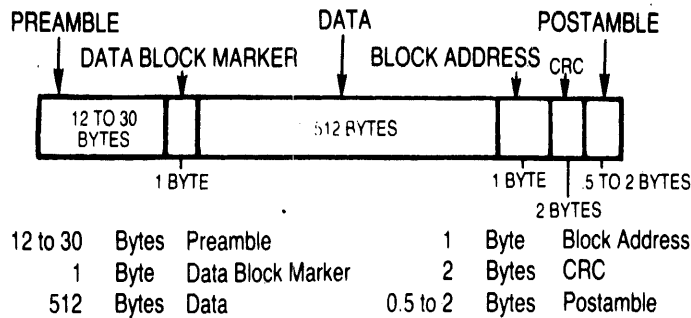 PREAMBLE DATA POSTAMBLE
DATA BLOCK MARKER BLOCK ADDRESS CRC
12 TO 30
BYTES
512 BYTES
1 BYTE 1 BYTE .5 TO 2 BYTES
2 BYTES
12 to 30 Bytes Preamble 1 Byte Block Address
1 Byte Data Block Marker 2 Bytes CRC
512 Bytes Data 0.5 to 2 Bytes Postamble